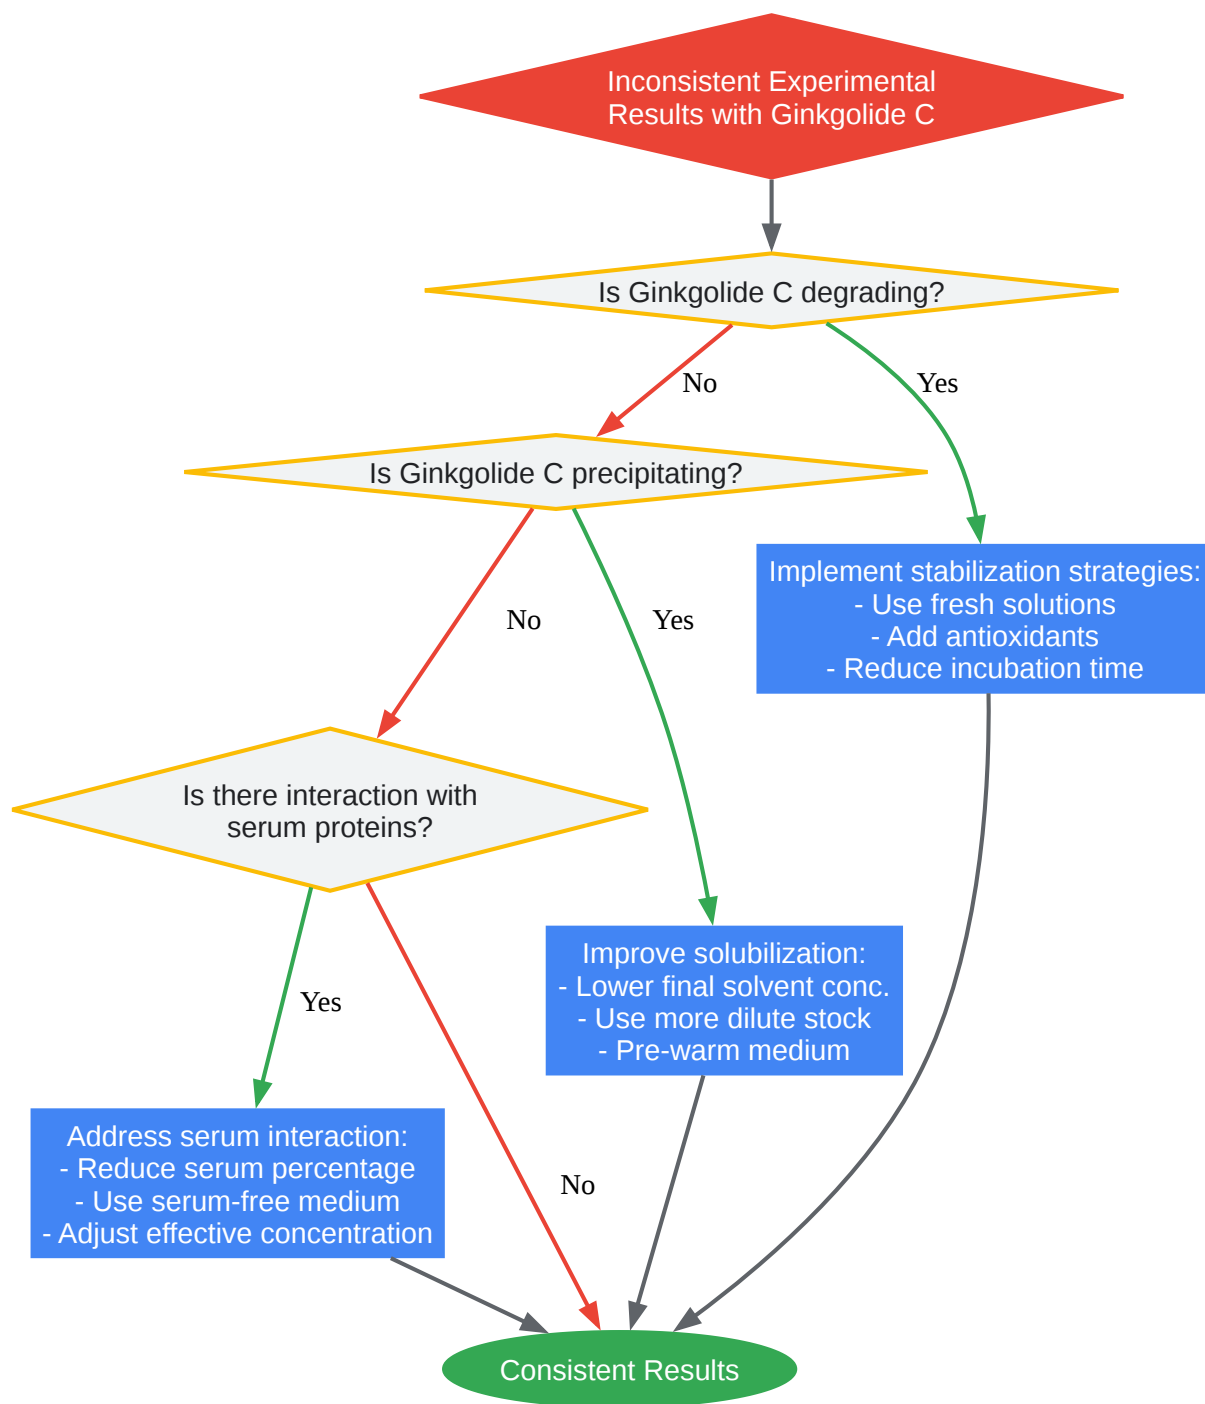 Inconsistent Experimental
Results with Ginkgolide C
Is Ginkgolide C degrading?
No
Yes
Is Ginkgolide C precipitating?
Implement stabilization strategies:
- Use fresh solutions
- Add antioxidants
- Reduce incubation time
No
Yes
Is there interaction with
serum proteins?
Improve solubilization:
- Lower final solvent conc.
- Use more dilute stock
- Pre-warm medium
Yes
Address serum interaction:
- Reduce serum percentage
- Use serum-free medium
- Adjust effective concentration
No
Consistent Results